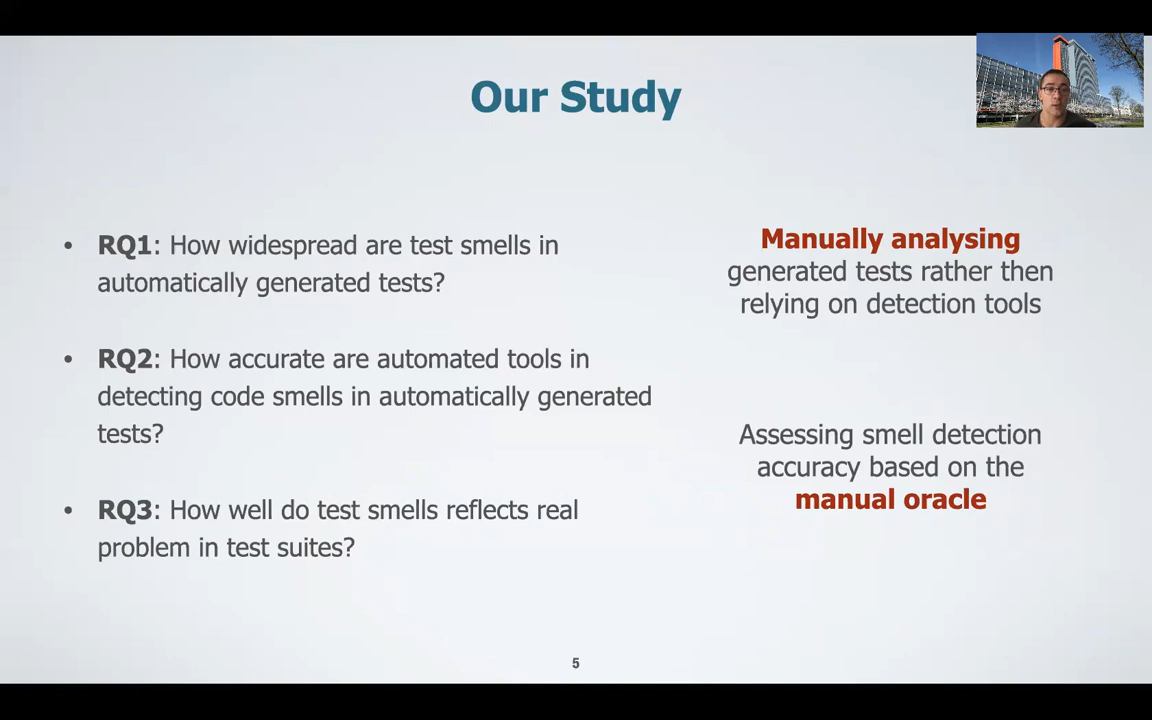 Our Study
• RQ1: How widespread are test smells in
automatically generated tests?
• RQ2: How accurate are automated tools in
detecting code smells in automatically generated
tests?
• RQ3: How well do test smells reflects real
problem in test suites?
Manually analysing
generated tests rather then
relying on detection tools
Assessing smell detection
accuracy based on the
manual oracle
5